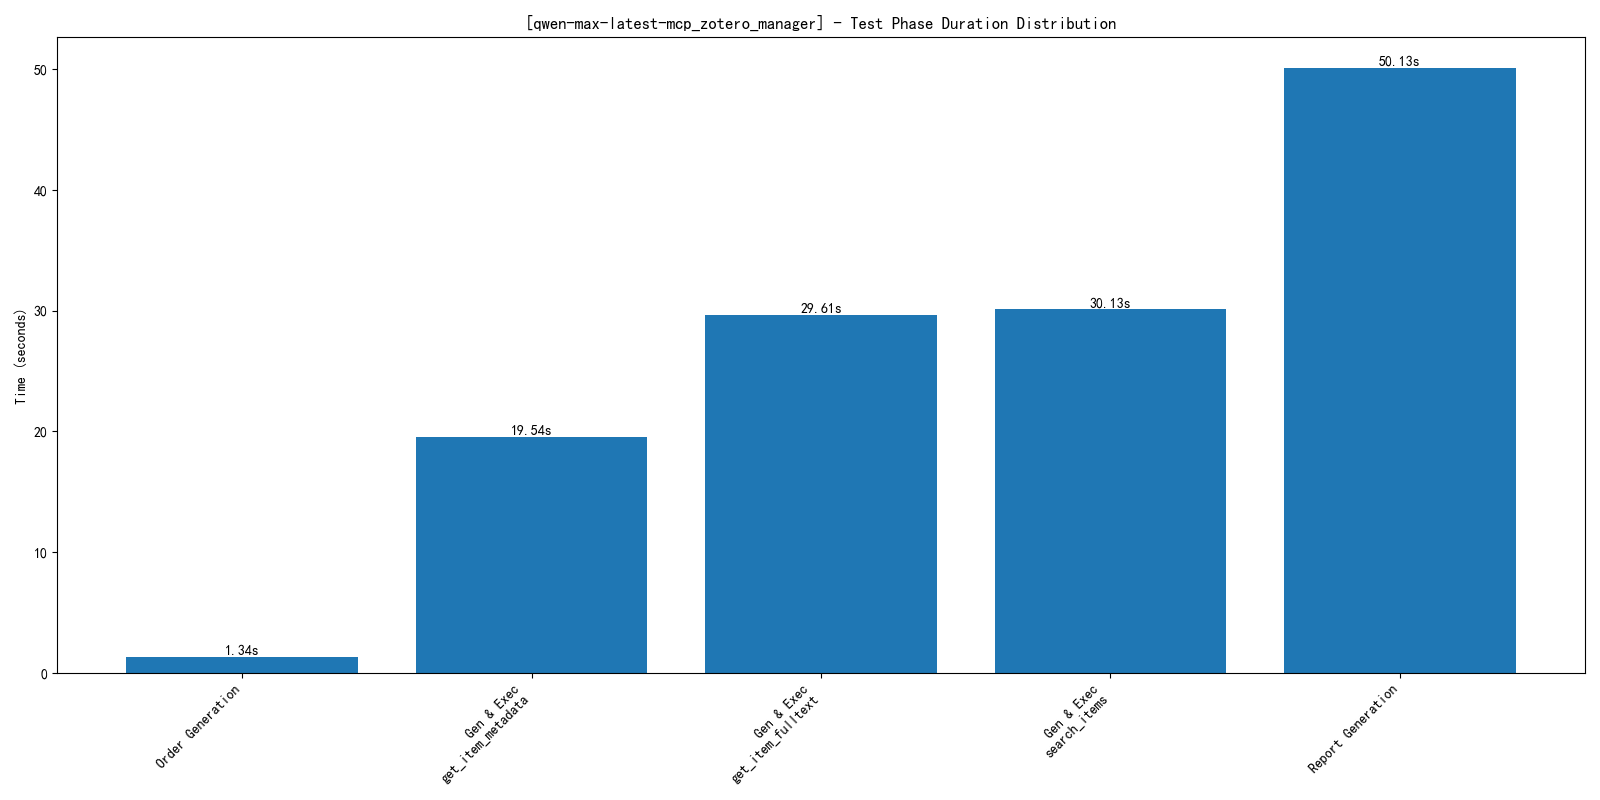 [qwen-max-latest-mcp_zotero_manager] - Test Phase Duration Distribution
Time (seconds)
50
40
30
20
10
0
1.34s
19.54s
29.61s
30.13s
50.13s
Order Generation
Gen & Exec
get_item_metadata
Gen & Exec
get_item_fulltext
Gen & Exec
search_items
Report Generation